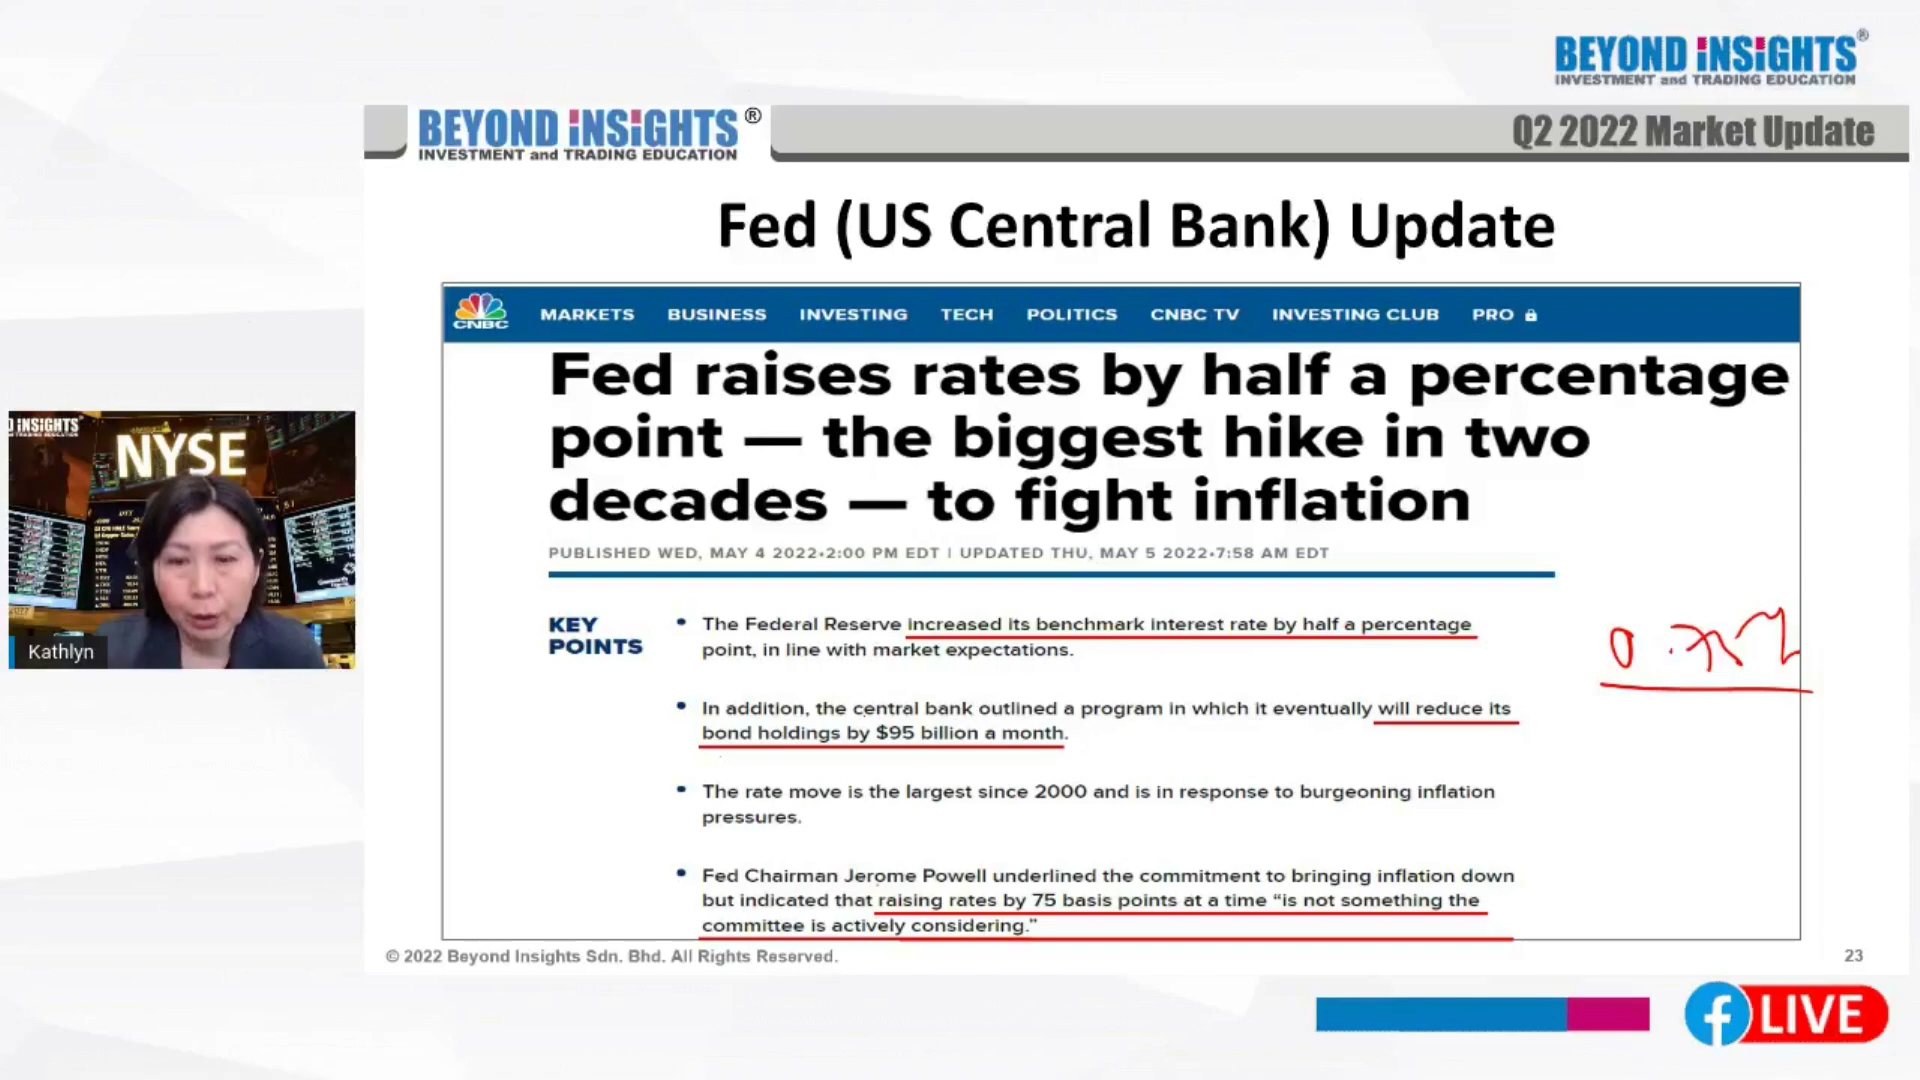 BEYOND iNSiGHTS®
INVESTMENT and TRADING EDUCATION
BEYOND iNSiGHTS®
INVESTMENT and TRADING EDUCATION
Q2 2022 Market Update
Fed (US Central Bank) Update
CNBC MARKETS BUSINESS INVESTING TECH POLITICS CNBC TV INVESTING CLUB PRO
Fed raises rates by half a percentage
point — the biggest hike in two
decades — to fight inflation
PUBLISHED WED, MAY 4 2022•2:00 PM EDT | UPDATED THU, MAY 5 2022•7:58 AM EDT
KEY
POINTS
• The Federal Reserve increased its benchmark interest rate by half a percentage
point, in line with market expectations.
• In addition, the central bank outlined a program in which it eventually will reduce its
bond holdings by $95 billion a month.
• The rate move is the largest since 2000 and is in response to burgeoning inflation
pressures.
• Fed Chairman Jerome Powell underlined the commitment to bringing inflation down
but indicated that raising rates by 75 basis points at a time “is not something the
committee is actively considering.”
© 2022 Beyond Insights Sdn. Bhd. All Rights Reserved.
23
iNSiGHTS
NYSE
Kathlyn
LIVE